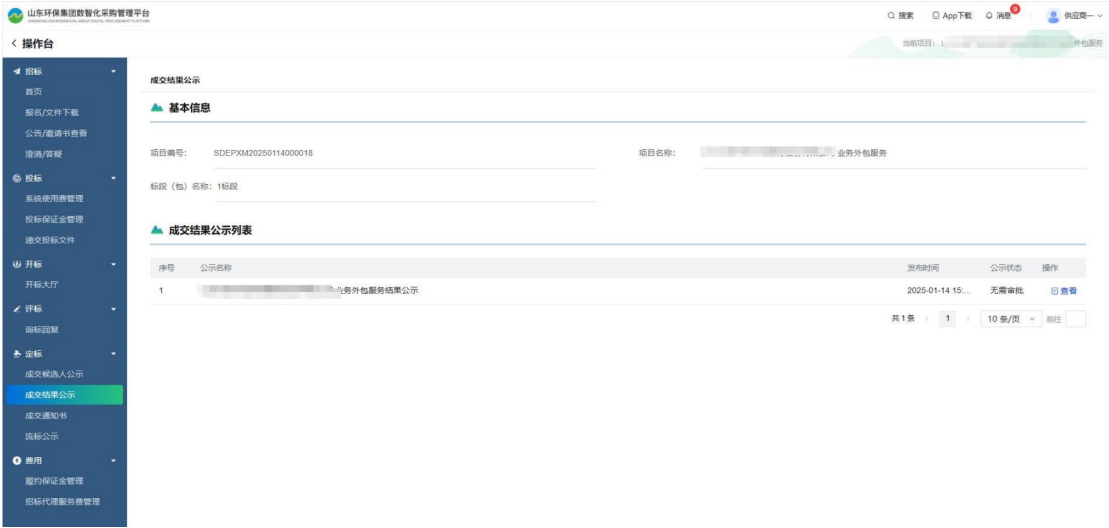 山东环保集团数智化采购管理平台
搜索 App下载 消息 9 供应商一
操作台
当前项目： 外包服务
招标
首页
报名/文件下载
公告/邀请书查看
澄清/答疑
投标
系统使用费管理
投标保证金管理
递交投标文件
开标
开标大厅
评标
询标回复
定标
成交候选人公示
成交结果公示
成交通知书
流标公示
费用
履约保证金管理
招标代理服务费管理
成交结果公示
基本信息
项目编号： SDEPXM20250114000018 项目名称： 业务外包服务
标段（包）名称： 1标段
成交结果公示列表
序号 公示名称 发布时间 公示状态 操作
1 业务外包服务结果公示 2025-01-14 15:... 无需审批 查看
共1条 1 10条/页 前往